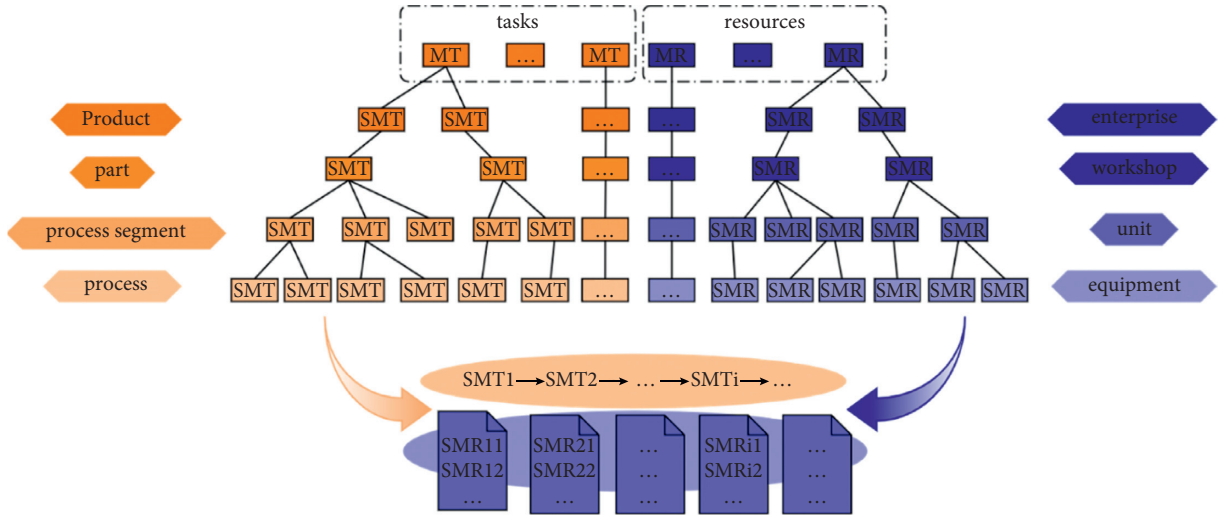 tasks resources
MT … MT MR … MR
Product SMT SMT … … SMR SMR enterprise
part SMT SMT … … SMR SMR workshop
process segment SMT SMT SMT SMT SMT … … SMR SMR SMR SMR SMR unit
process SMT SMT SMT SMT SMT SMT … … SMR SMR SMR SMR SMR SMR equipment
SMT1 SMT2 … SMTi …
SMR11 SMR21 … SMRi1 …
SMR12 SMR22 … SMRi2 …
… … … … …